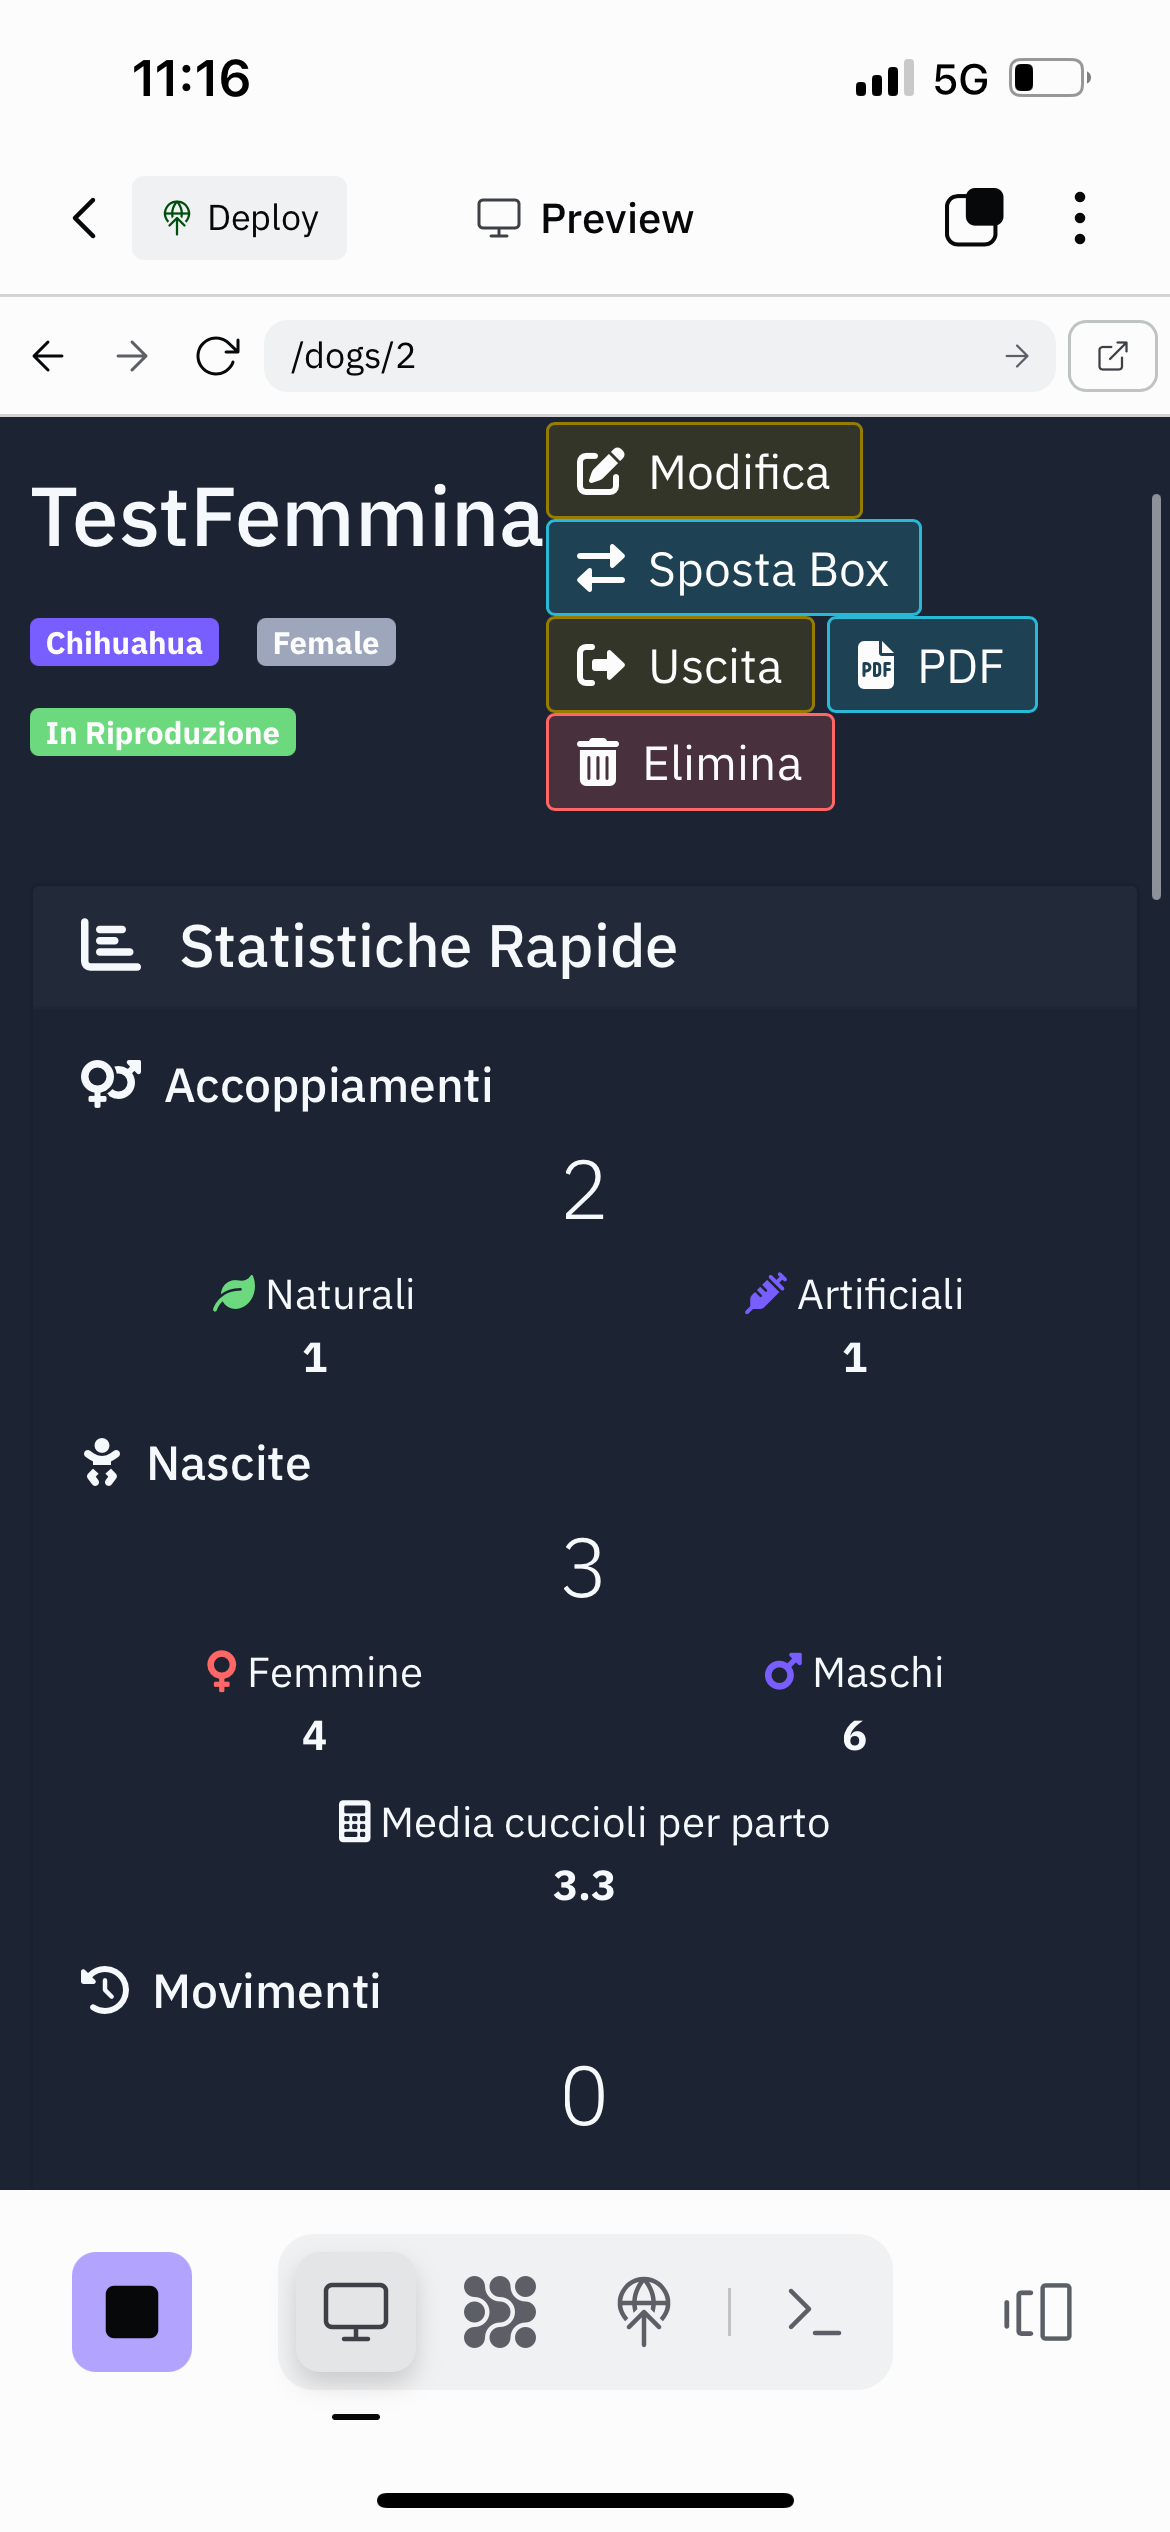 11:16
5G
Deploy
Preview
/dogs/2
Modifica
TestFemmina
Sposta Box
Chihuahua
Female
Uscita
PDF
PDF
In Riproduzione
Elimina
Statistiche Rapide
Accoppiamenti
2
Naturali
Artificiali
1
1
Nascite
3
Femmine
Maschi
4
6
Media cuccioli per parto
3.3
Movimenti
0